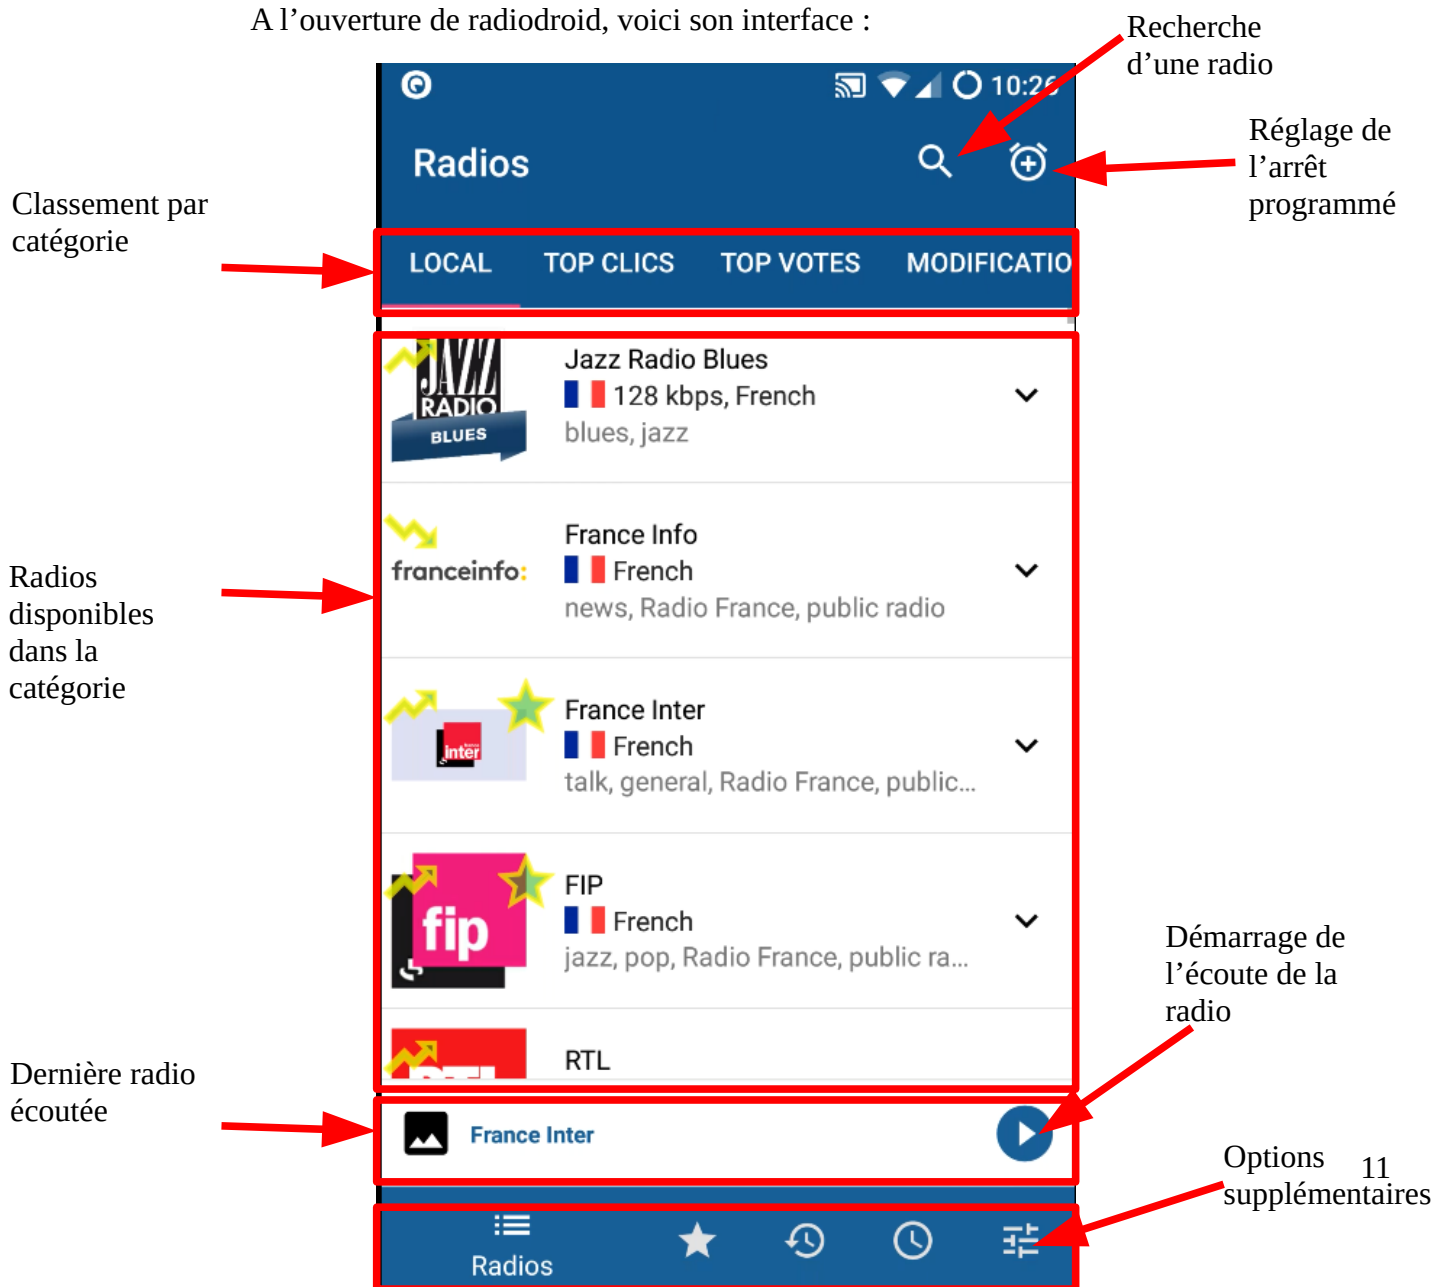 A l’ouverture de radiodroid, voici son interface :
Recherche
d’une radio
10:26
Réglage de
l’arrêt
programmé
Radios
Classement par
catégorie
LOCAL TOP CLICS TOP VOTES MODIFICATIO
JAZZ
RADIO
BLUES
Jazz Radio Blues
128 kbps, French
blues, jazz
Radios
disponibles
dans la
catégorie
franceinfo:
France Info
French
news, Radio France, public radio
inter
France Inter
French
talk, general, Radio France, public...
fip
FIP
French
jazz, pop, Radio France, public ra...
Démarrage de
l’écoute de la
radio
RTL
RTL
Dernière radio
écoutée
France Inter
Options
supplémentaires
11
Radios